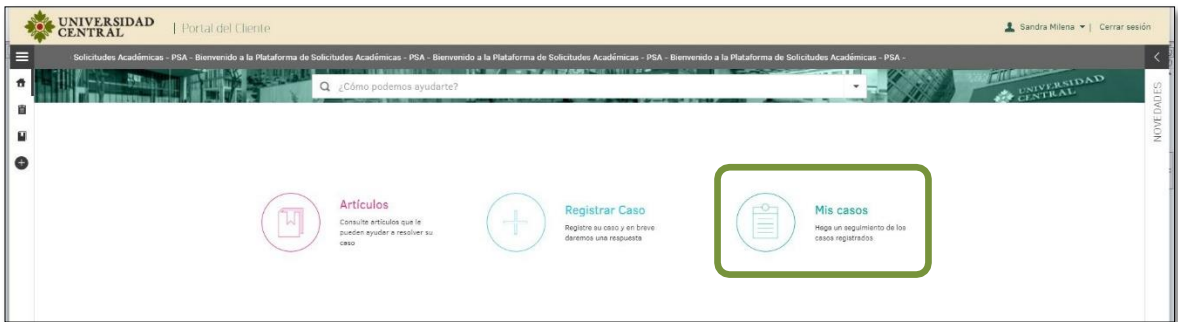 UNIVERSIDAD
CENTRAL
| Portal del Cliente
Sandra Milena | Cerrar sesión
Solicitudes Académicas - PSA - Bienvenido a la Plataforma de Solicitudes Académicas - PSA - Bienvenido a la Plataforma de Solicitudes Académicas - PSA - Bienvenido a la Plataforma de Solicitudes Académicas - PSA -
¿Cómo podemos ayudarte?
UNIVERSIDAD
CENTRAL
NOVEDADES
Artículos
Consulte artículos que le
pueden ayudar a resolver su
caso
Registrar Caso
Registre su caso y en breve
daremos una respuesta
Mis casos
Haga un seguimiento de los
casos registrados